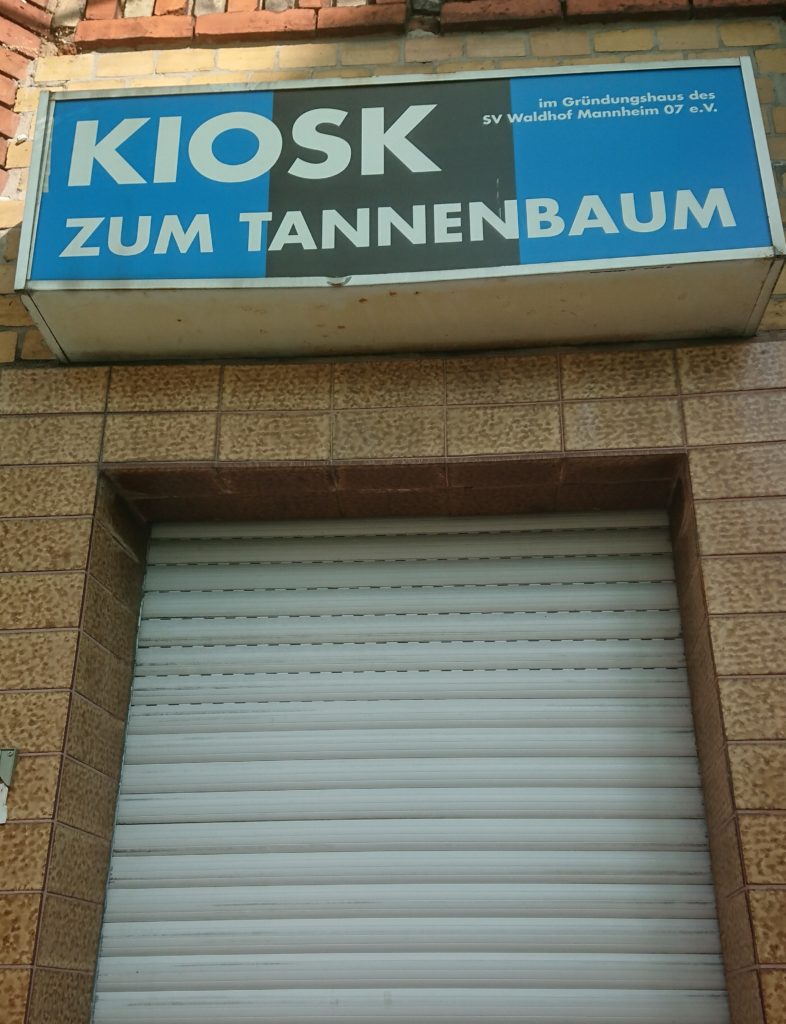 KIOSK
im Gründungshaus des
SV Waldhof Mannheim 07 e.V.
ZUM TANNENBAUM